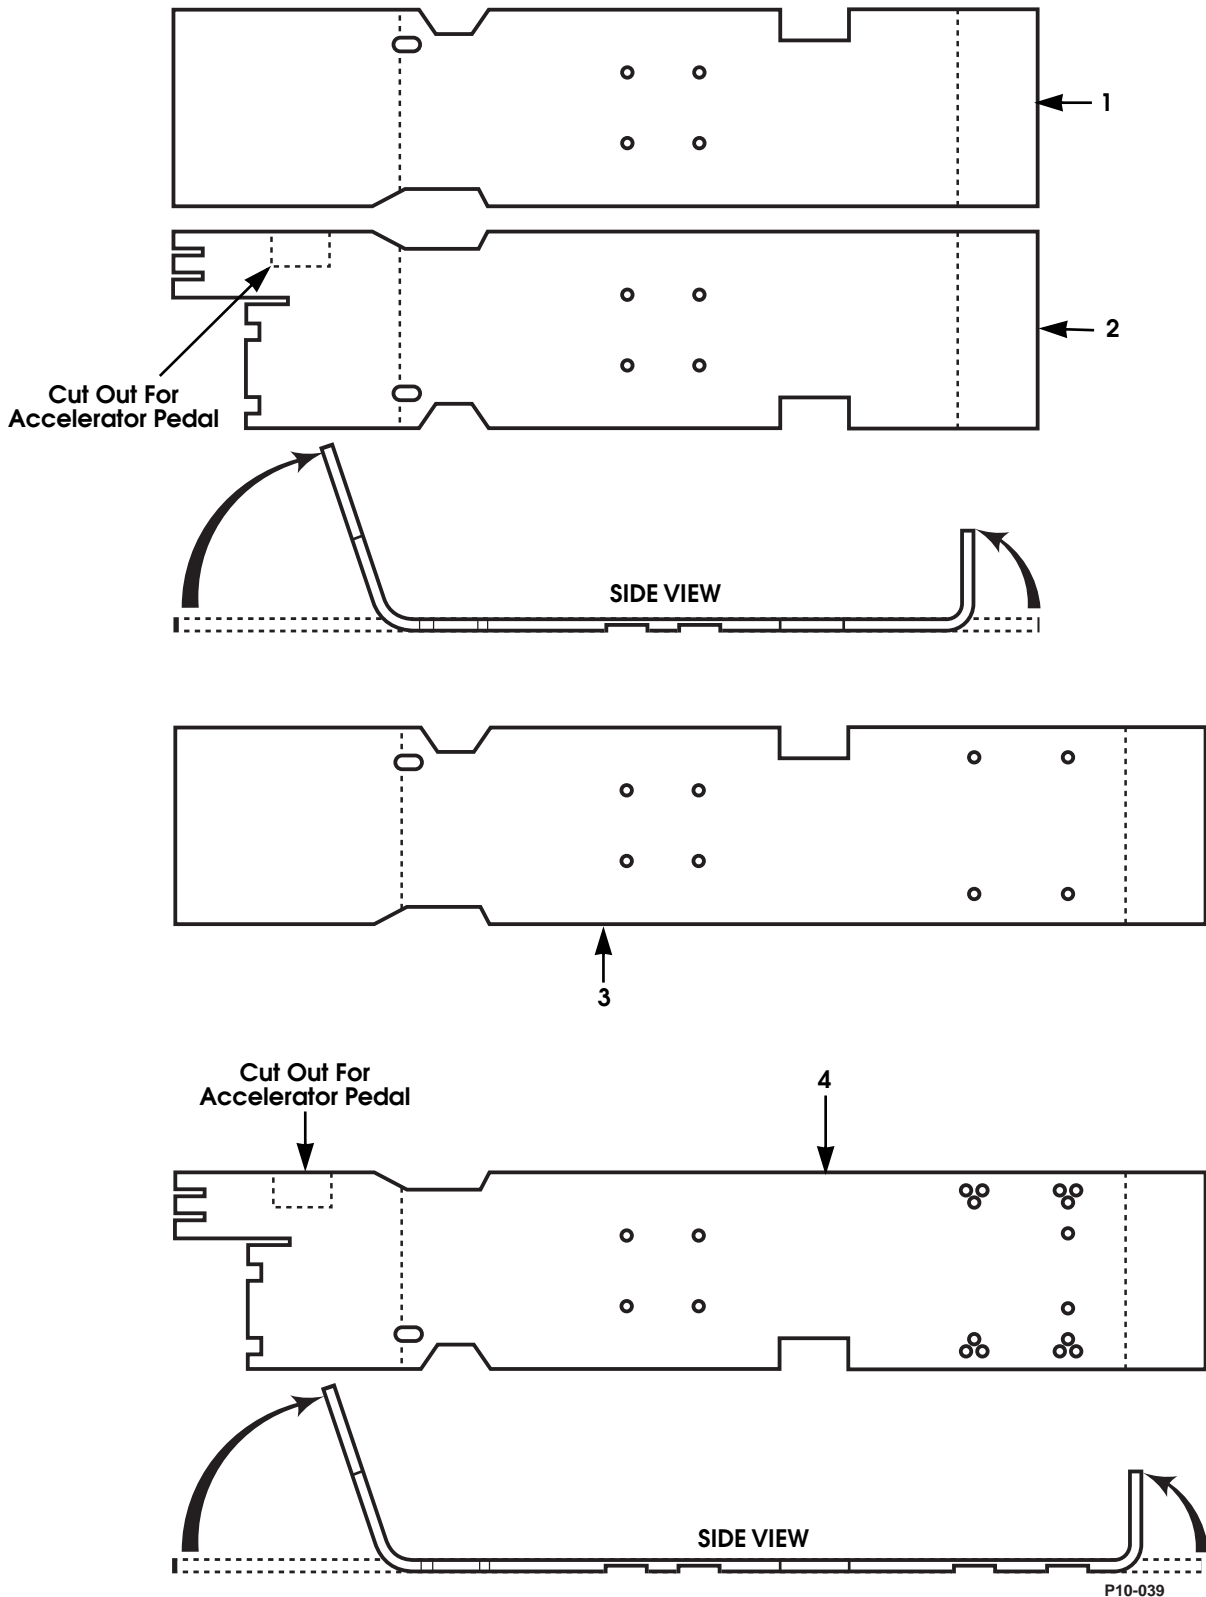 1
2
Cut Out For
Accelerator Pedal
SIDE VIEW
3
Cut Out For
Accelerator Pedal
4
SIDE VIEW
P10-039